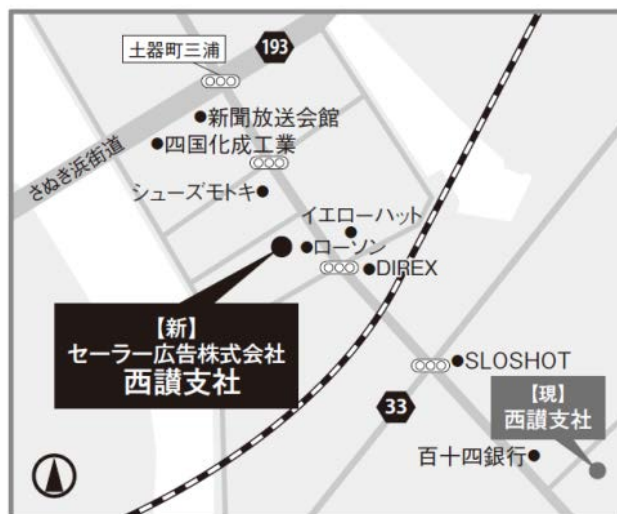 土器町三浦
193
●新聞放送会館
●四国化成工業
さぬき浜街道
シューズモトキ●
イエローハット
●ローソン
●DIREX
【新】
セーラー広告株式会社
西讃支社
●SLOSHOT
33
【現】
西讃支社
百十四銀行●